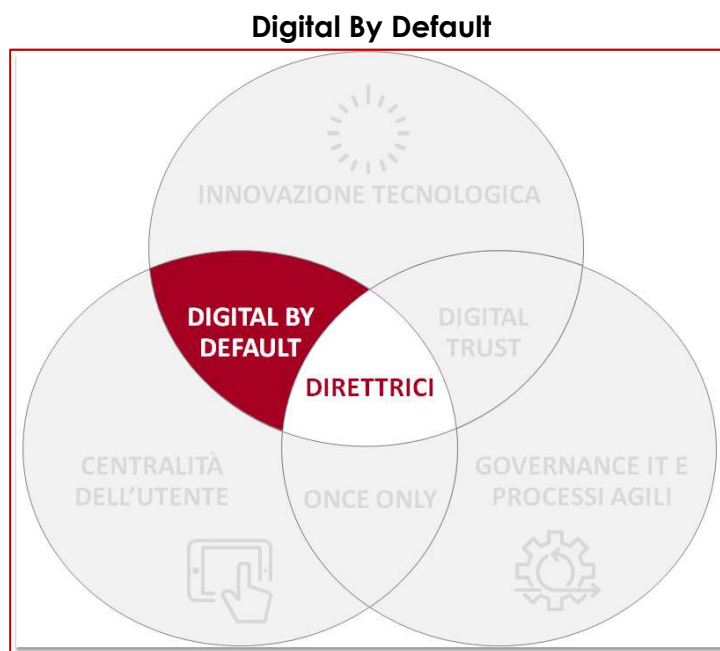 Digital By Default
INNOVAZIONE TECNOLOGICA
DIGITAL BY
DEFAULT
DIGITAL
TRUST
DIRETTRICI
CENTRALITÀ
DELL'UTENTE
ONCE ONLY
GOVERNANCE IT E
PROCESSI AGILI